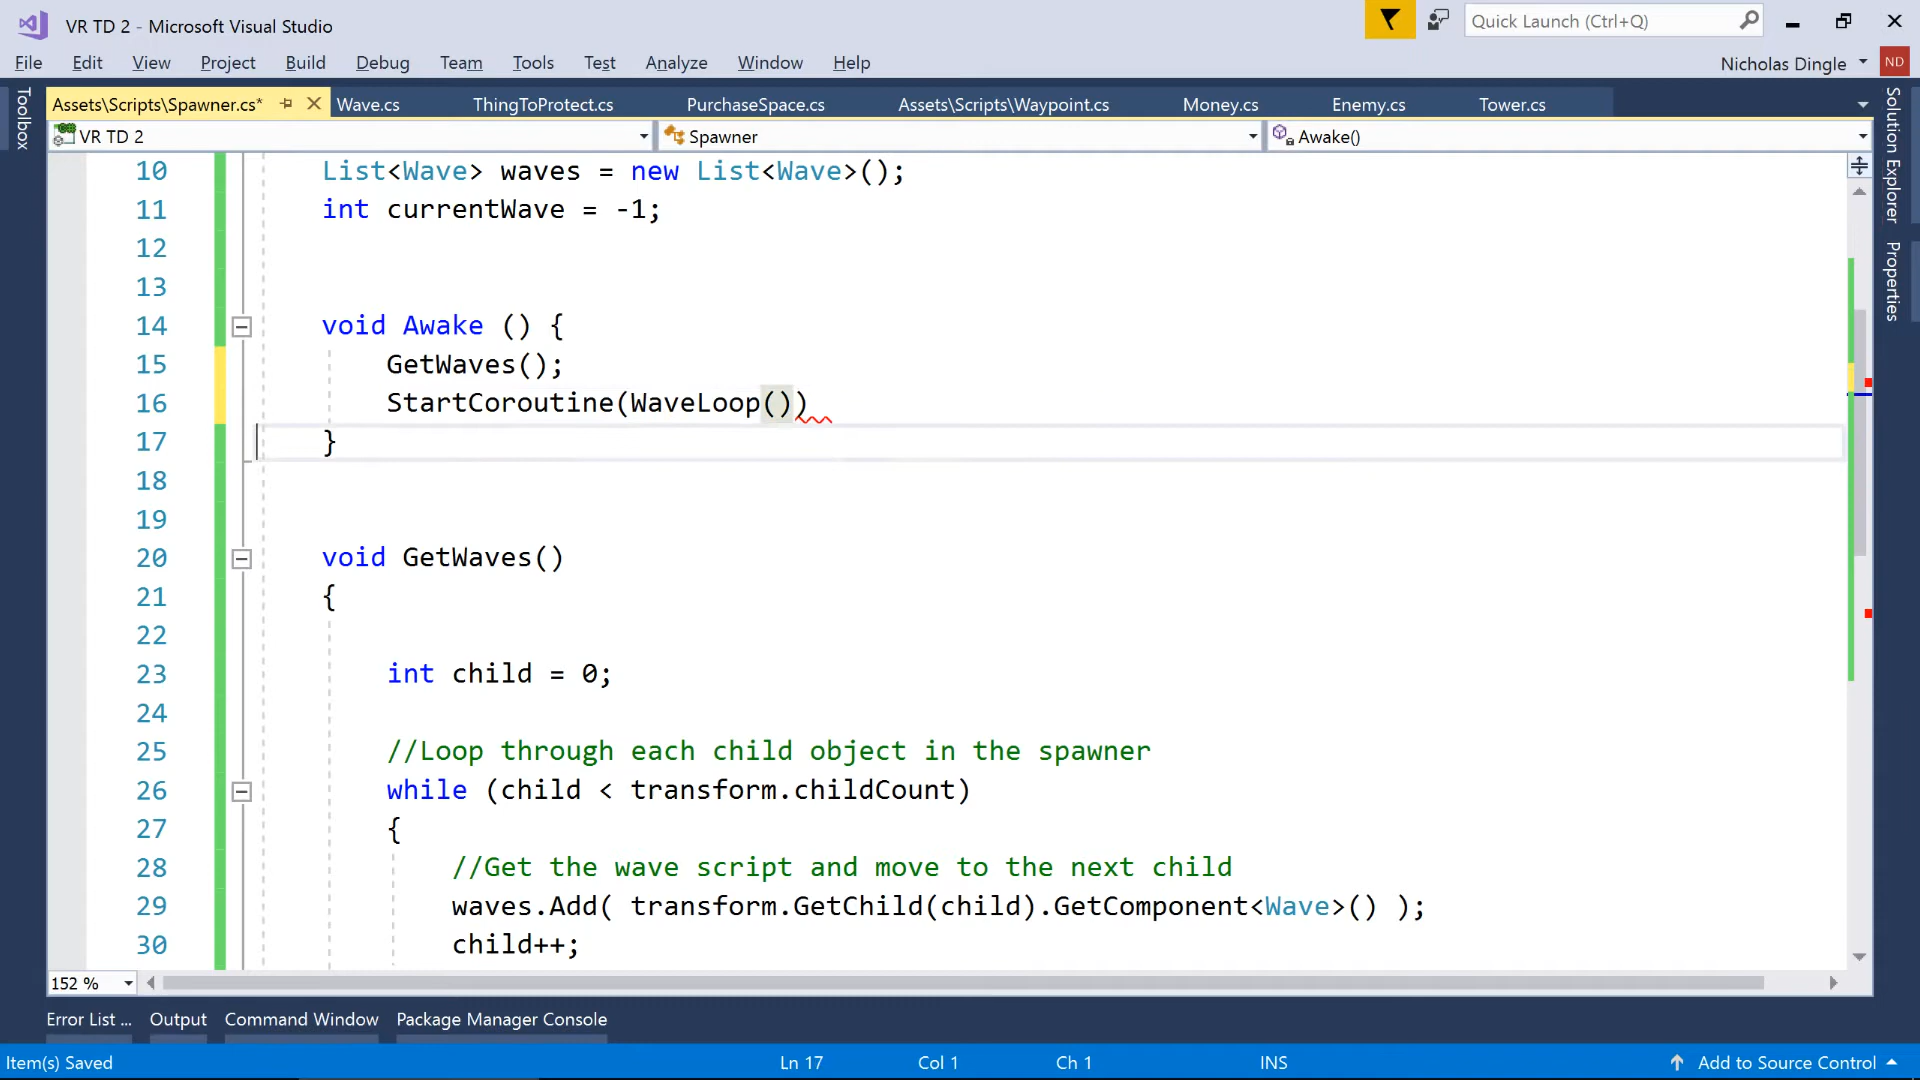 VR TD 2 - Microsoft Visual Studio
Quick Launch (Ctrl+Q)
File Edit View Project Build Debug Team Tools Test Analyze Window Help
Nicholas Dingle ND
Toolbox
Assets\Scripts\Spawner.cs* Wave.cs ThingToProtect.cs PurchaseSpace.cs Assets\Scripts\Waypoint.cs Money.cs Enemy.cs Tower.cs
VR TD 2 Spawner Awake()
Solution Explorer
Properties
10 List<Wave> waves = new List<Wave>();
11 int currentWave = -1;
12
13
14 void Awake () {
15 GetWaves();
16 StartCoroutine(WaveLoop())
17 }
18
19
20 void GetWaves()
21 {
22
23 int child = 0;
24
25 //Loop through each child object in the spawner
26 while (child < transform.childCount)
27 {
28 //Get the wave script and move to the next child
29 waves.Add( transform.GetChild(child).GetComponent<Wave>() );
30 child++;
152 %
Error List ... Output Command Window Package Manager Console
Item(s) Saved Ln 17 Col 1 Ch 1 INS Add to Source Control